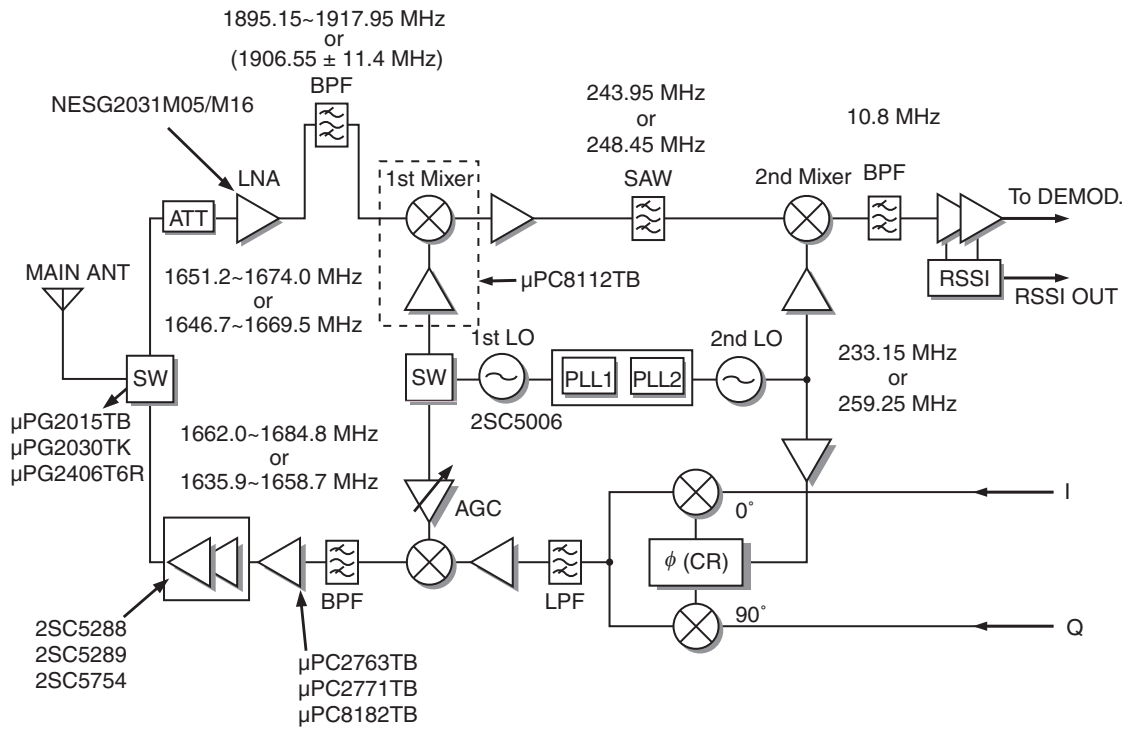 1895.15~1917.95 MHz
or
(1906.55 ± 11.4 MHz)
BPF
NESG2031M05/M16
LNA
ATT
1st Mixer
243.95 MHz
or
248.45 MHz
SAW
10.8 MHz
2nd Mixer
BPF
To DEMOD.
RSSI
RSSI OUT
MAIN ANT
1651.2~1674.0 MHz
or
1646.7~1669.5 MHz
µPC8112TB
SW
1st LO
2nd LO
SW
PLL1
PLL2
2SC5006
233.15 MHz
or
259.25 MHz
µPG2015TB
µPG2030TK
µPG2406T6R
1662.0~1684.8 MHz
or
1635.9~1658.7 MHz
AGC
I
0˚
ϕ (CR)
BPF
LPF
90˚
Q
2SC5288
2SC5289
2SC5754
µPC2763TB
µPC2771TB
µPC8182TB